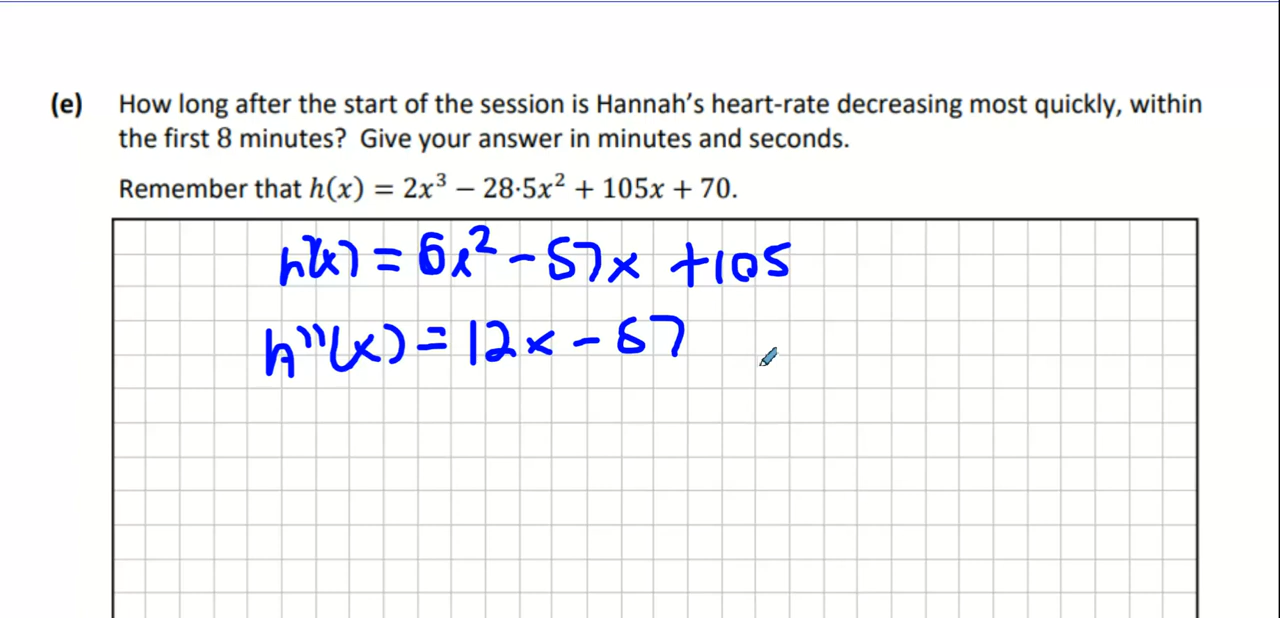 (e) How long after the start of the session is Hannah's heart-rate decreasing most quickly, within
the first 8 minutes? Give your answer in minutes and seconds.
Remember that h(x) = 2x³ − 28·5x² + 105x + 70.
h'(x) = 6x² − 57x + 105
h''(x) = 12x − 57